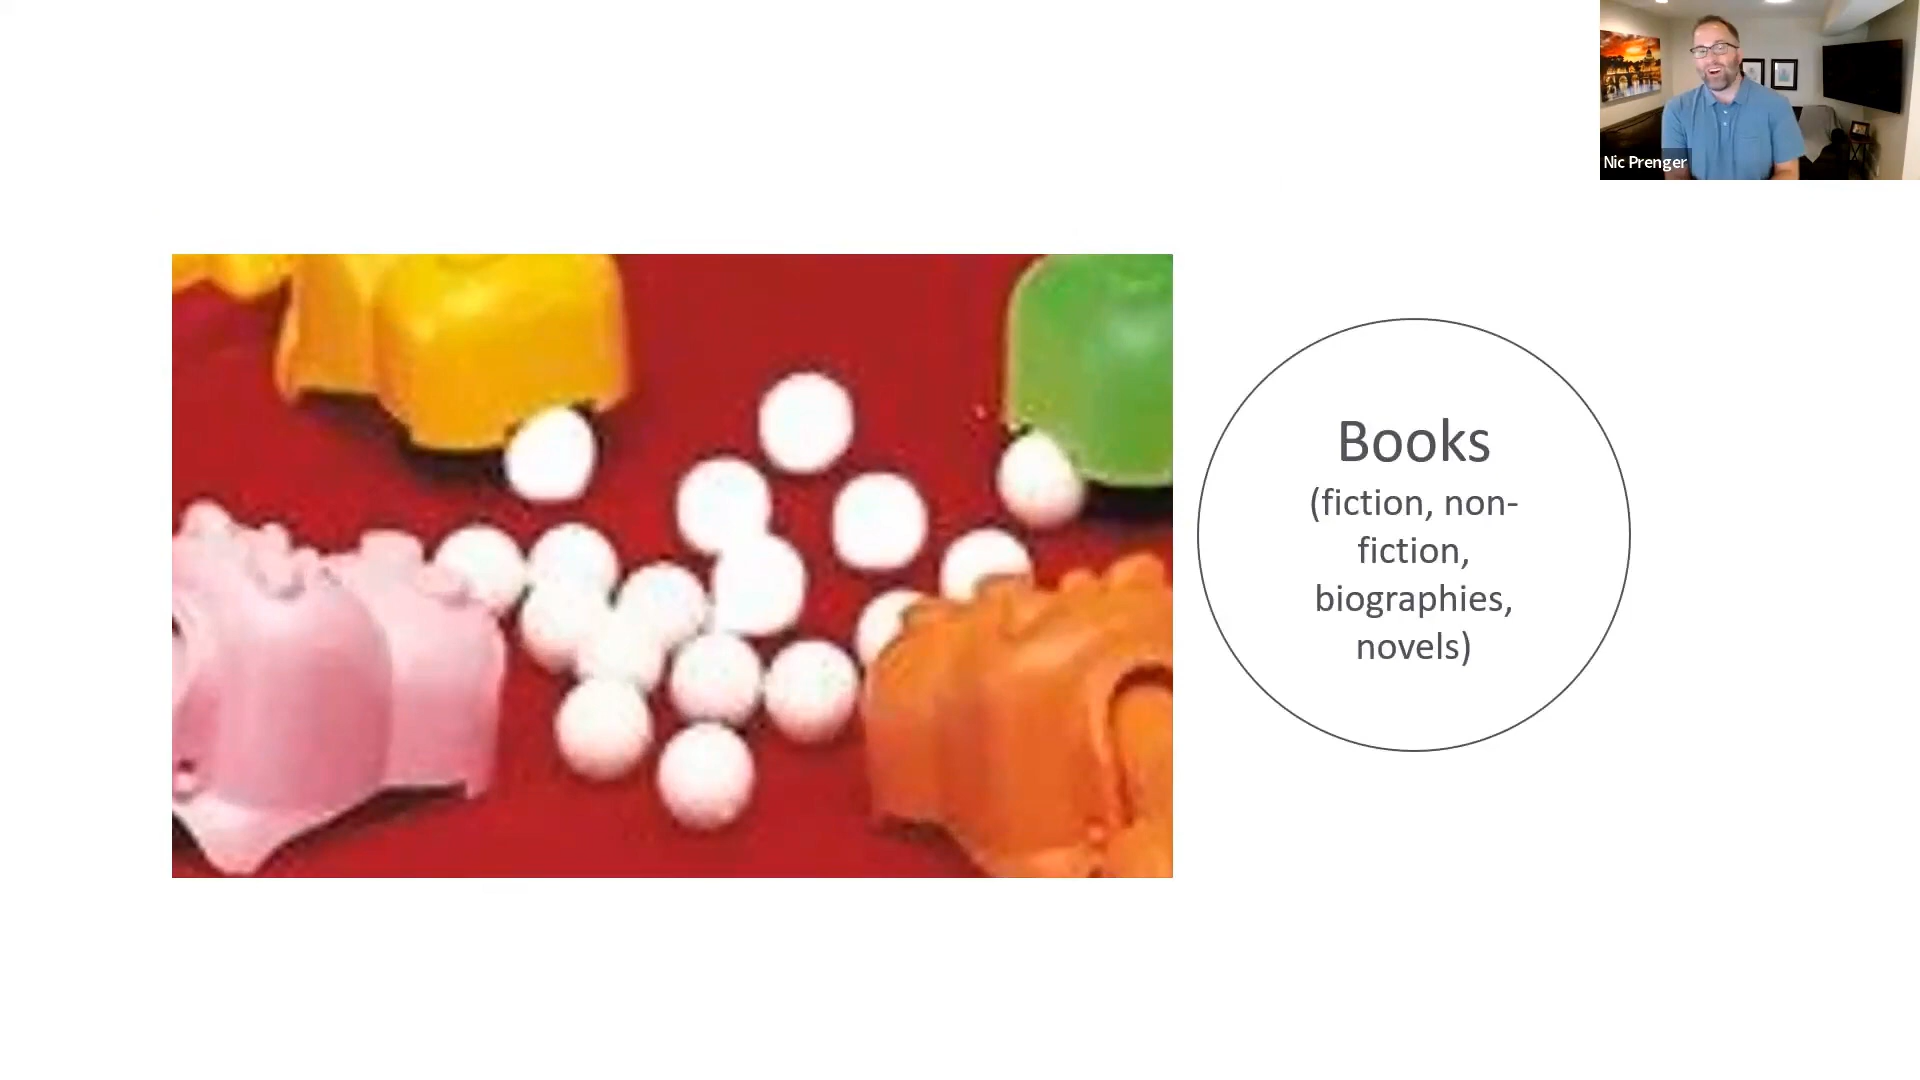 Nic Prenger
Books
(fiction, non-
fiction,
biographies,
novels)